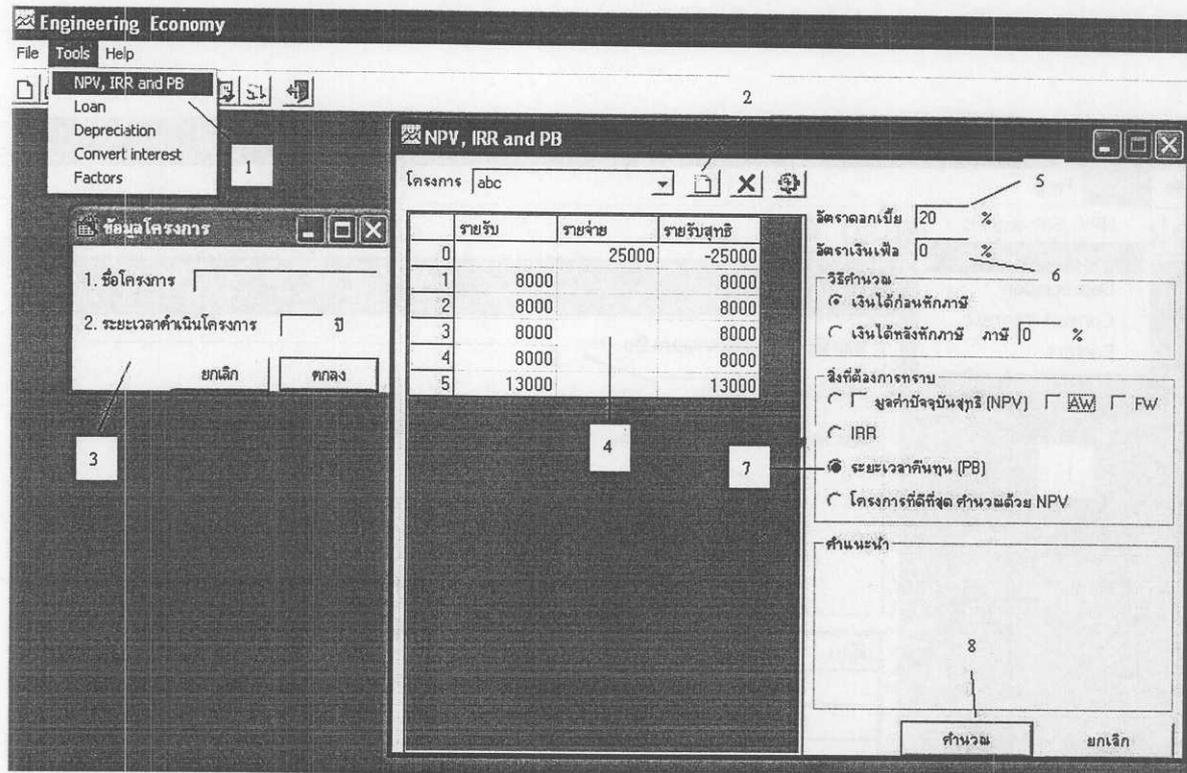 Engineering Economy
File Tools Help
NPV, IRR and PB
Loan
Depreciation
Convert interest
Factors
1
2
NPV, IRR and PB
โครงการ abc
5
อัตราดอกเบี้ย 20 %
อัตราเงินเฟ้อ 0 %
6
รายรับ รายจ่าย รายรับสุทธิ
0 25000 -25000
1 8000 8000
2 8000 8000
3 8000 8000
4 8000 8000
5 13000 13000
4
ข้อมูลโครงการ
1. ชื่อโครงการ
2. ระยะเวลาดำเนินโครงการ ปี
ยกเลิก ตกลง
3
วิธีคำนวณ
เงินได้ก่อนหักภาษี
เงินได้หลังหักภาษี ภาษี 0 %
สิ่งที่ต้องการทราบ
มูลค่าปัจจุบันสุทธิ (NPV) AW FW
IRR
7
ระยะเวลาคืนทุน (PB)
โครงการที่ดีที่สุด คำนวณด้วย NPV
คำแนะนำ
8
คำนวณ ยกเลิก